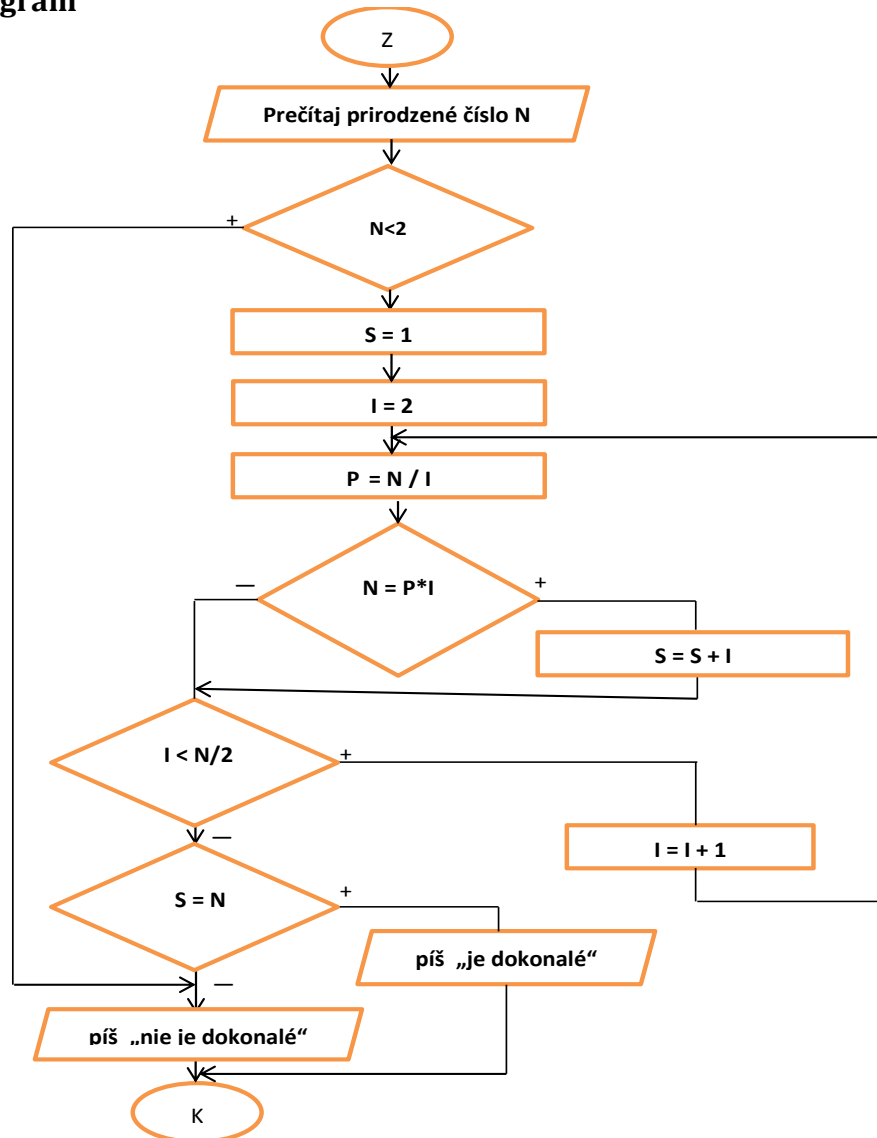 gram
Z
Prečítaj prirodzené číslo N
+
N<2
S = 1
I = 2
P = N / I
—
N = P*I
+
S = S + I
I < N/2
+
—
I = I + 1
S = N
+
píš „je dokonalé“
—
píš „nie je dokonalé“
K